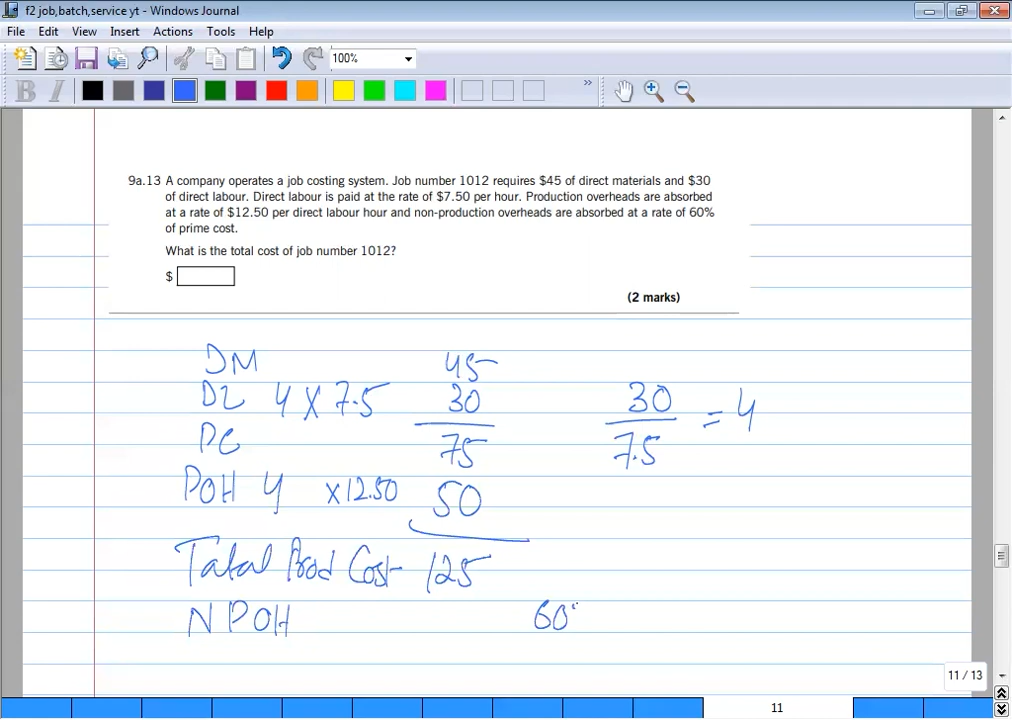 f2 job,batch,service yt - Windows Journal
File Edit View Insert Actions Tools Help
100%
B I »
9a.13 A company operates a job costing system. Job number 1012 requires $45 of direct materials and $30
of direct labour. Direct labour is paid at the rate of $7.50 per hour. Production overheads are absorbed
at a rate of $12.50 per direct labour hour and non-production overheads are absorbed at a rate of 60%
of prime cost.
What is the total cost of job number 1012?
$
(2 marks)
DM 45
DL 4 X 7.5 30 30/7.5 = 4
PC 75
POH 4 x12.50 50
Total Prod Cost 125
N POH 60
11 / 13
11